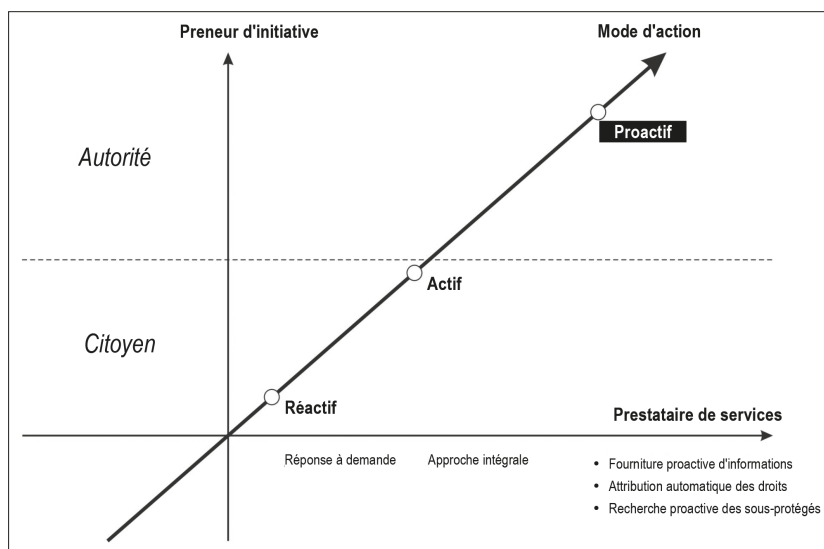 Preneur d'initiative
Mode d'action
Proactif
Autorité
Actif
Citoyen
Réactif
Prestataire de services
Réponse à demande
Approche intégrale
• Fourniture proactive d'informations
• Attribution automatique des droits
• Recherche proactive des sous-protégés